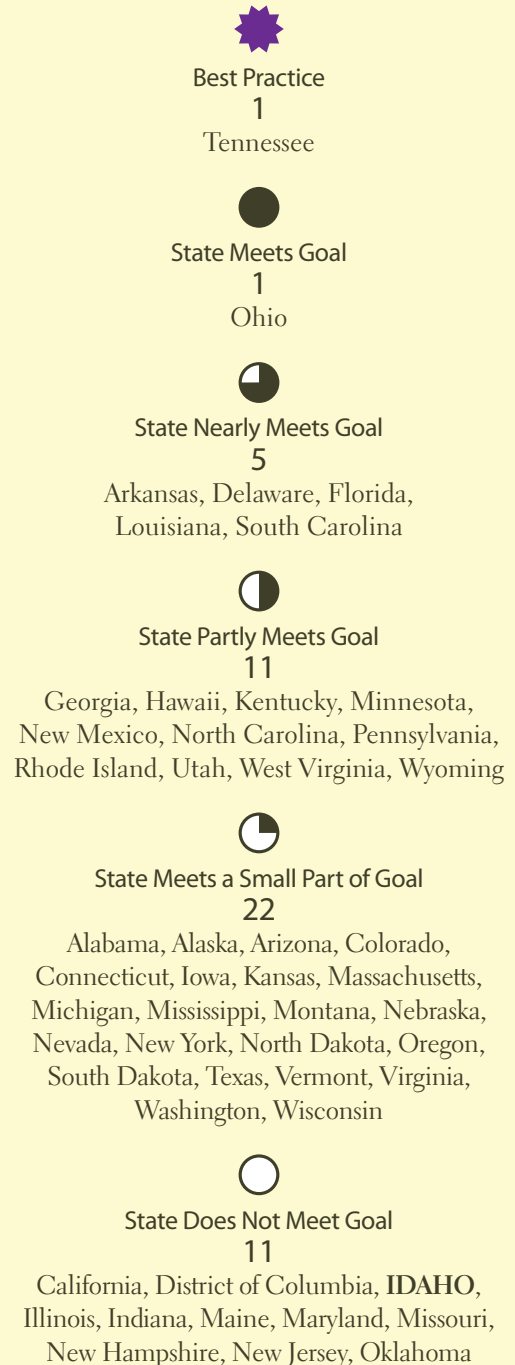 Best Practice
1
Tennessee
State Meets Goal
1
Ohio
State Nearly Meets Goal
5
Arkansas, Delaware, Florida,
Louisiana, South Carolina
State Partly Meets Goal
11
Georgia, Hawaii, Kentucky, Minnesota,
New Mexico, North Carolina, Pennsylvania,
Rhode Island, Utah, West Virginia, Wyoming
State Meets a Small Part of Goal
22
Alabama, Alaska, Arizona, Colorado,
Connecticut, Iowa, Kansas, Massachusetts,
Michigan, Mississippi, Montana, Nebraska,
Nevada, New York, North Dakota, Oregon,
South Dakota, Texas, Vermont, Virginia,
Washington, Wisconsin
State Does Not Meet Goal
11
California, District of Columbia, IDAHO,
Illinois, Indiana, Maine, Maryland, Missouri,
New Hampshire, New Jersey, Oklahoma